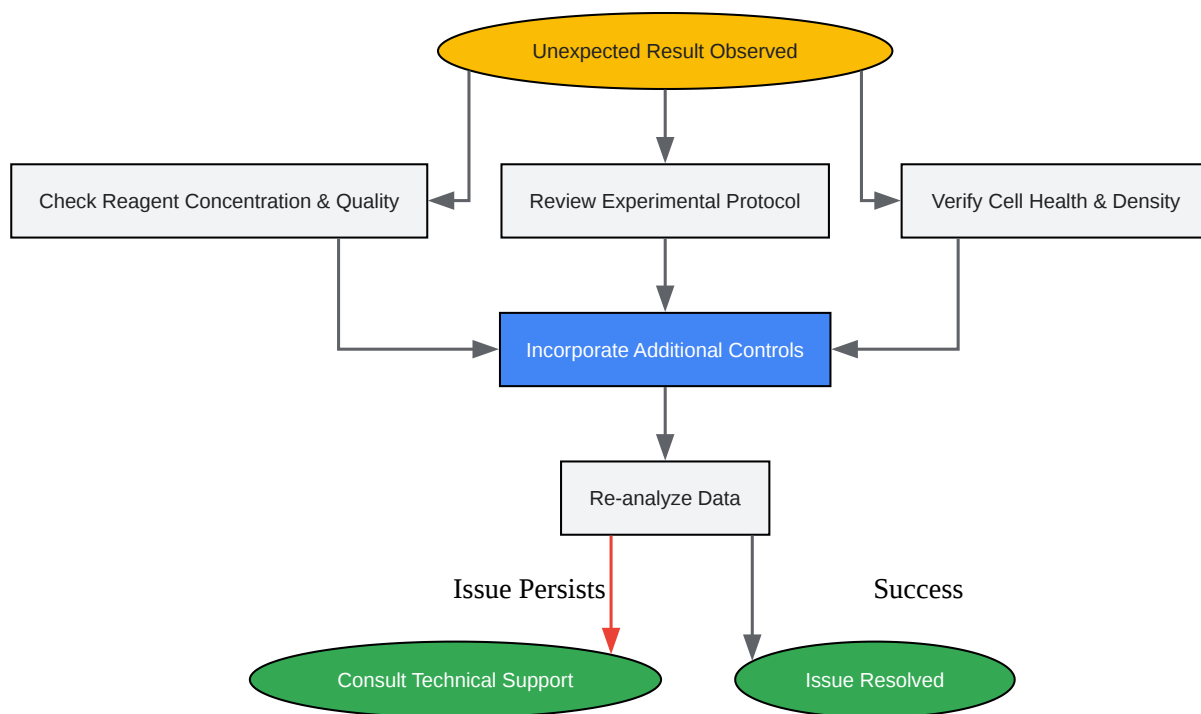 Unexpected Result Observed
Check Reagent Concentration & Quality
Review Experimental Protocol
Verify Cell Health & Density
Incorporate Additional Controls
Re-analyze Data
Issue Persists
Success
Consult Technical Support
Issue Resolved